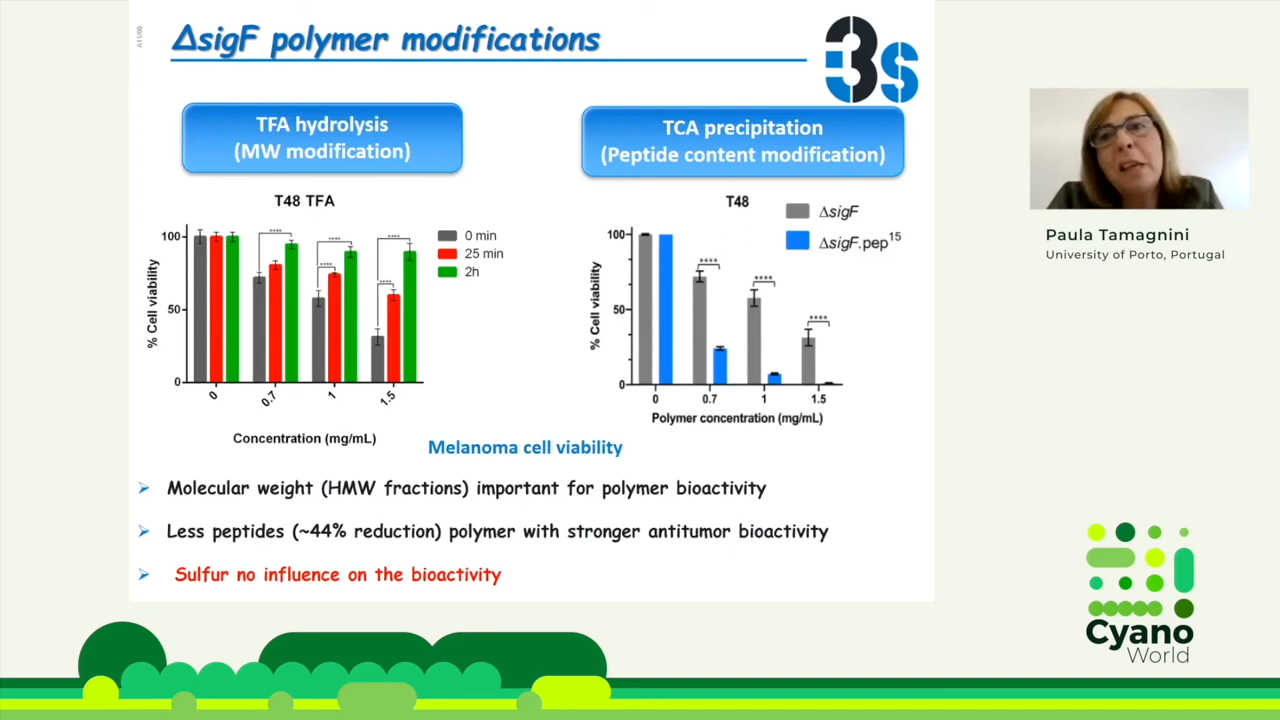 A11/08
ΔsigF polymer modifications
3s
TFA hydrolysis
(MW modification)
TCA precipitation
(Peptide content modification)
T48 TFA
% Cell viability
100
50
0
****
****
****
****
****
0 min
25 min
2h
0
0.7
1
1.5
Concentration (mg/mL)
T48
ΔsigF
ΔsigF.pep15
% Cell viability
100
50
0
****
****
****
0
0.7
1
1.5
Polymer concentration (mg/mL)
Melanoma cell viability
Molecular weight (HMW fractions) important for polymer bioactivity
Less peptides (~44% reduction) polymer with stronger antitumor bioactivity
Sulfur no influence on the bioactivity
Paula Tamagnini
University of Porto, Portugal
Cyano
World